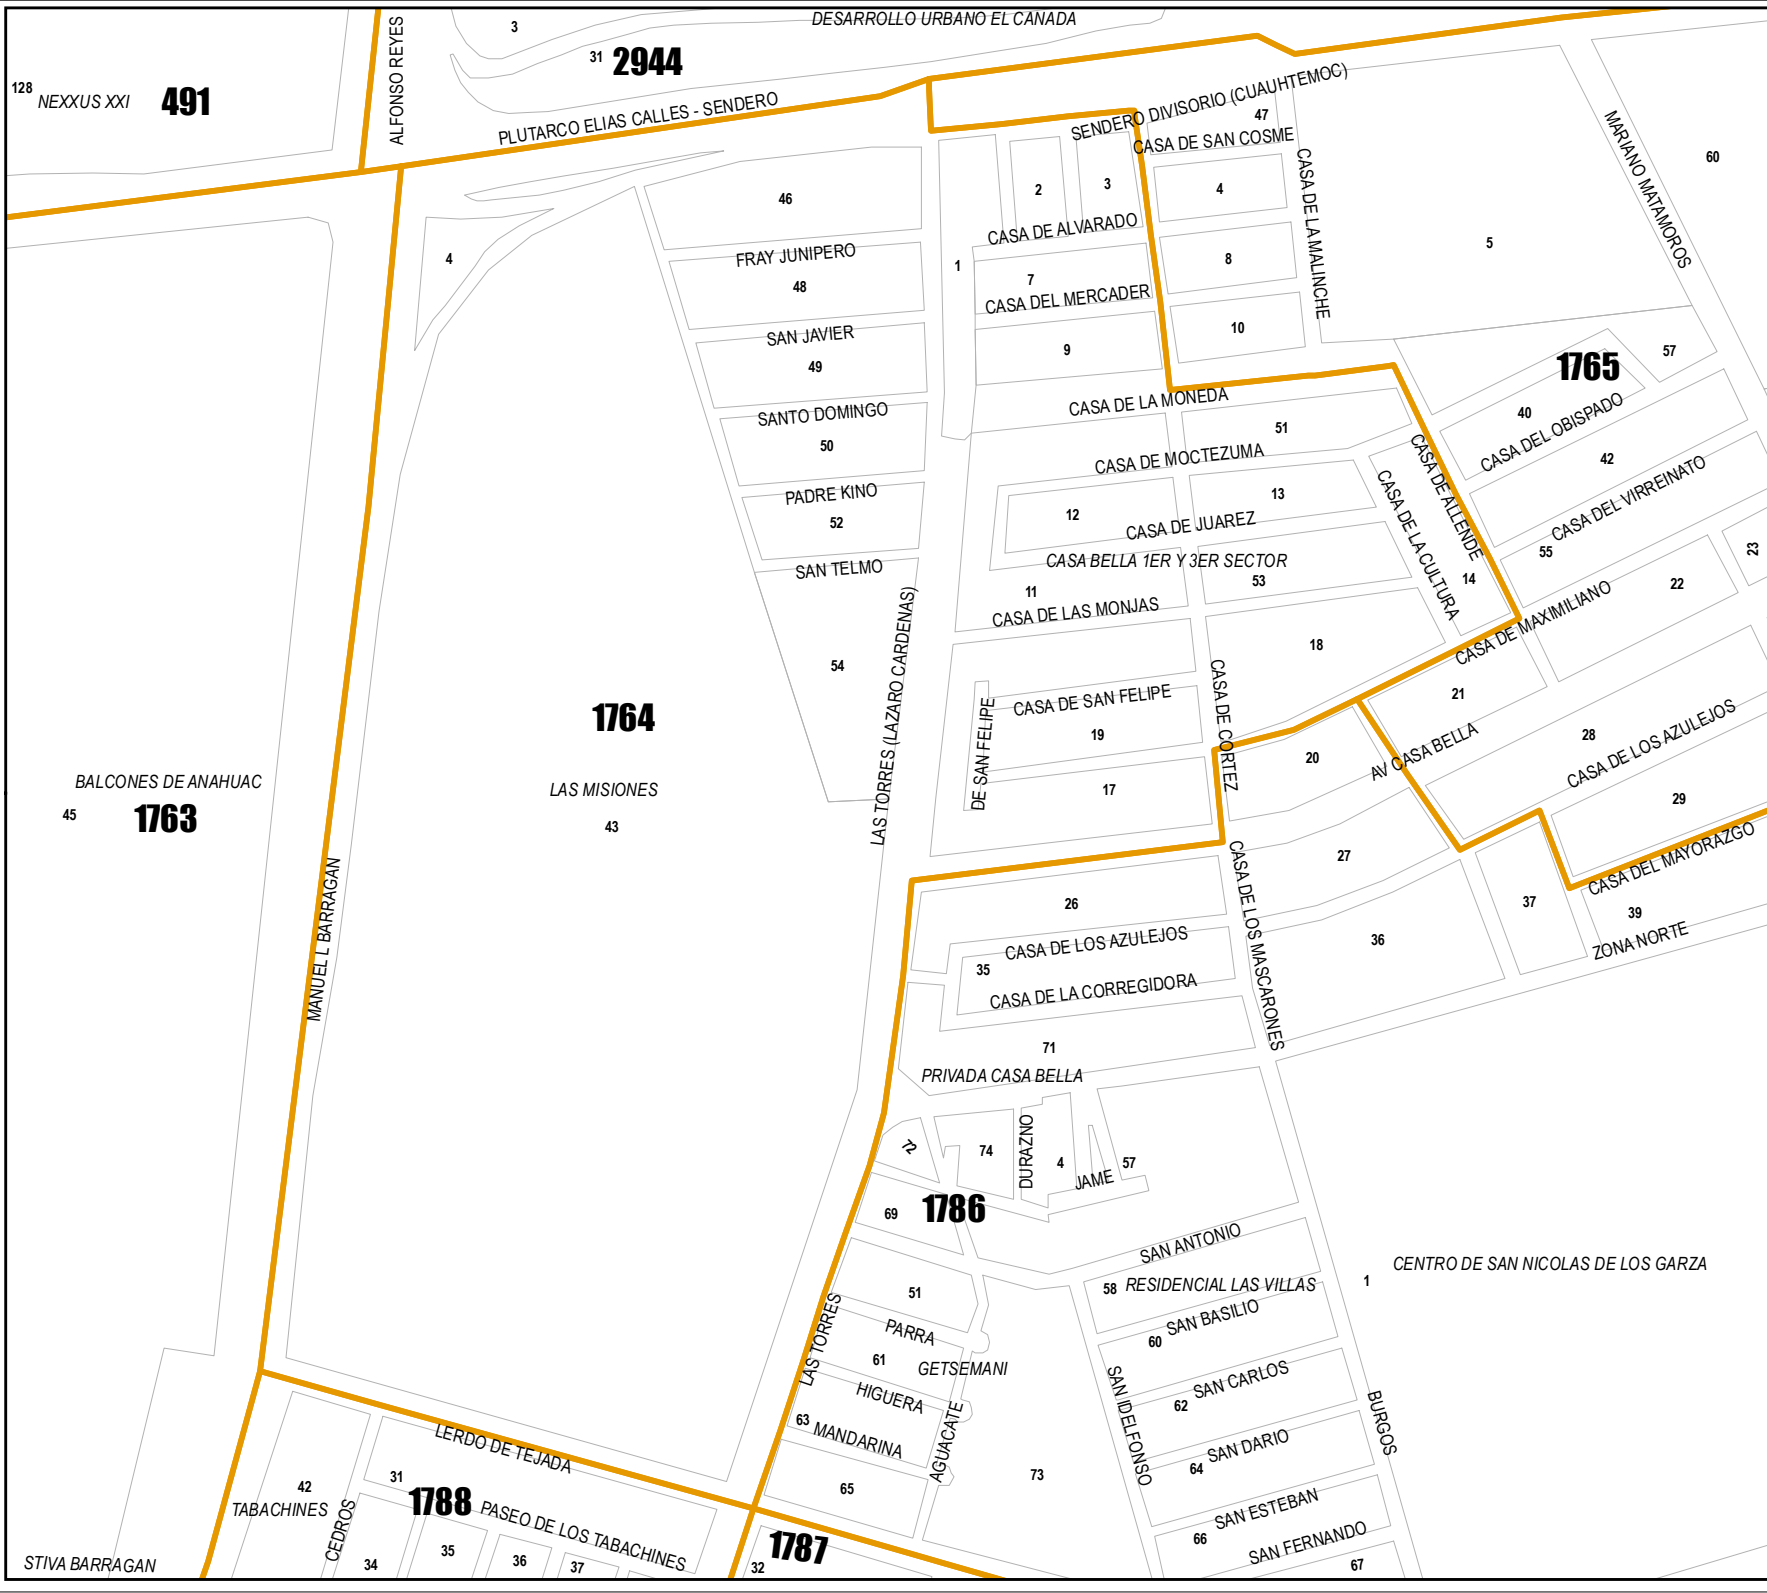 DESARROLLO URBANO EL CANADA
3
31
2944
128
NEXXUS XXI
491
ALFONSO REYES
PLUTARCO ELIAS CALLES - SENDERO
SENDERO DIVISORIO (CUAUHTEMOC)
47
CASA DE SAN COSME
MARIANO MATAMOROS
60
46
2
3
4
CASA DE LA MALINCHE
CASA DE ALVARADO
5
4
FRAY JUNIPERO
48
1
7
8
CASA DEL MERCADER
SAN JAVIER
49
9
10
57
1765
SANTO DOMINGO
50
CASA DE LA MONEDA
51
40
CASA DEL OBISPADO
CASA DE MOCTEZUMA
CASA DE ALLENDE
42
PADRE KINO
52
12
13
CASA DE JUAREZ
CASA DE LA CULTURA
CASA DEL VIRREINATO
SAN TELMO
CASA BELLA 1ER Y 3ER SECTOR
53
14
55
23
11
22
CASA DE LAS MONJAS
CASA DE MAXIMILIANO
54
LAS TORRES (LAZARO CARDENAS)
18
1764
CASA DE SAN FELIPE
CASA DE CORTEZ
21
DE SAN FELIPE
19
20
AV CASA BELLA
28
CASA DE LOS AZULEJOS
BALCONES DE ANAHUAC
45
1763
LAS MISIONES
43
17
29
MANUEL L BARRAGAN
27
CASA DEL MAYORAZGO
26
CASA DE LOS MASCARONES
37
39
CASA DE LOS AZULEJOS
36
ZONA NORTE
35
CASA DE LA CORREGIDORA
71
PRIVADA CASA BELLA
72
74
DURAZNO
4
JAME
57
69
1786
SAN ANTONIO
CENTRO DE SAN NICOLAS DE LOS GARZA
1
58
RESIDENCIAL LAS VILLAS
51
LAS TORRES
PARRA
SAN BASILIO
60
61
GETSEMANI
HIGUERA
SAN CARLOS
62
SAN IDELFONSO
BURGOS
63
MANDARINA
AGUACATE
SAN DARIO
64
LERDO DE TEJADA
73
31
42
65
TABACHINES
1788
PASEO DE LOS TABACHINES
SAN ESTEBAN
66
CEDROS
1787
SAN FERNANDO
STIVA BARRAGAN
34
35
36
37
32
67